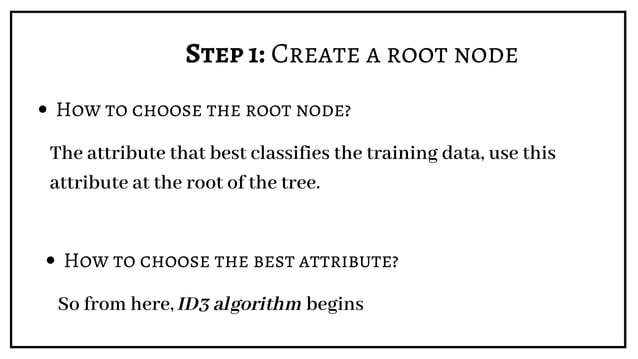 Step 1: Create a root node
• How to choose the root node?
The attribute that best classifies the training data, use this
attribute at the root of the tree.
• How to choose the best attribute?
So from here, ID3 algorithm begins